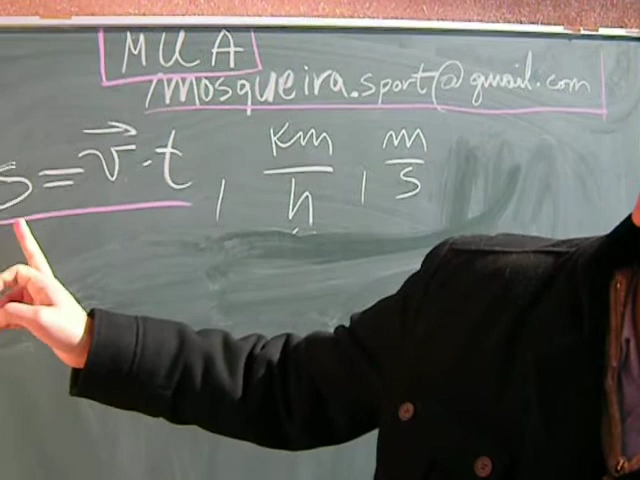 MUA
mosqueira.sport@gmail.com
S = v⃗ · t , km/h , m/s